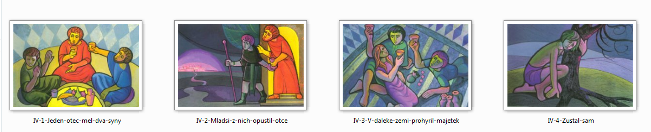 IV-1-Jeden-otec-mel-dva-syny
IV-2-Mladsi-z-nich-opustil-otce
IV-3-V-daleke-zemi-prohyril-majetek
IV-4-Zustal-sam